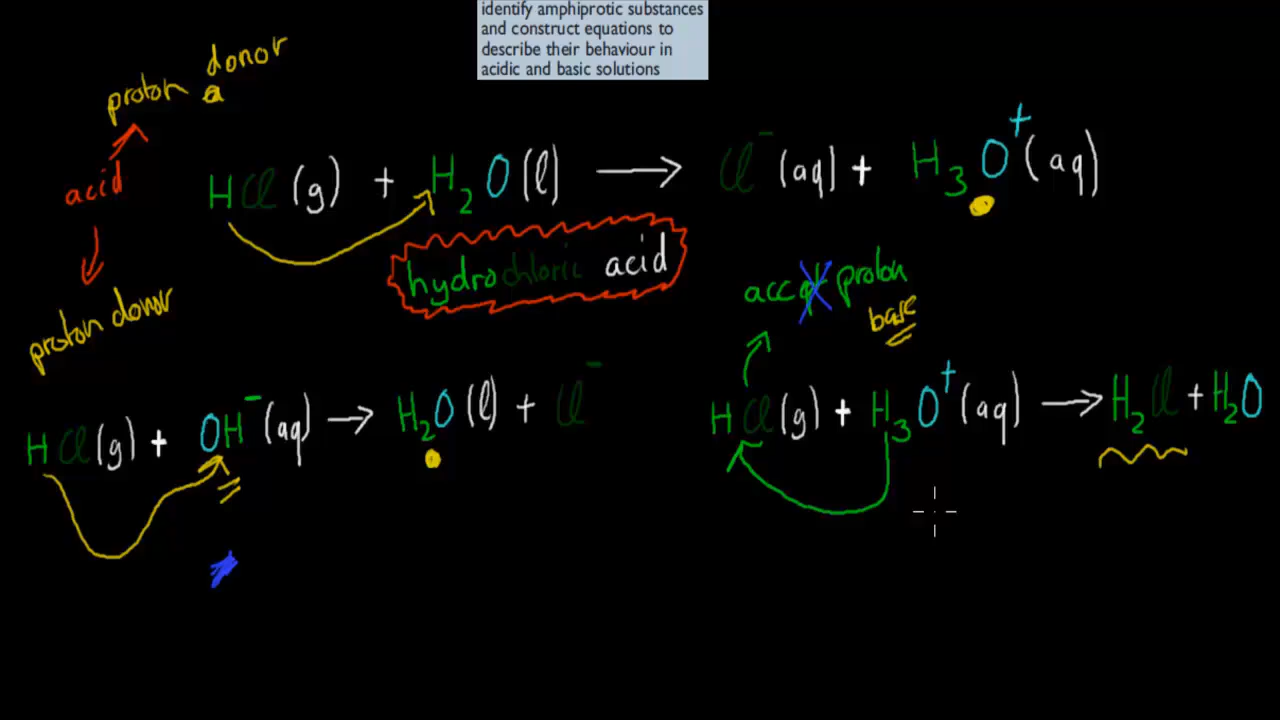 identify amphiprotic substances
and construct equations to
describe their behaviour in
acidic and basic solutions
proton donor
a
acid
HCl (g) + H₂O (l) → Cl⁻ (aq) + H₃O⁺ (aq)
hydrochloric acid
accept proton
base
proton donor
HCl (g) + OH⁻ (aq) → H₂O (l) + Cl⁻
HCl (g) + H₃O⁺ (aq) → H₂Cl + H₂O